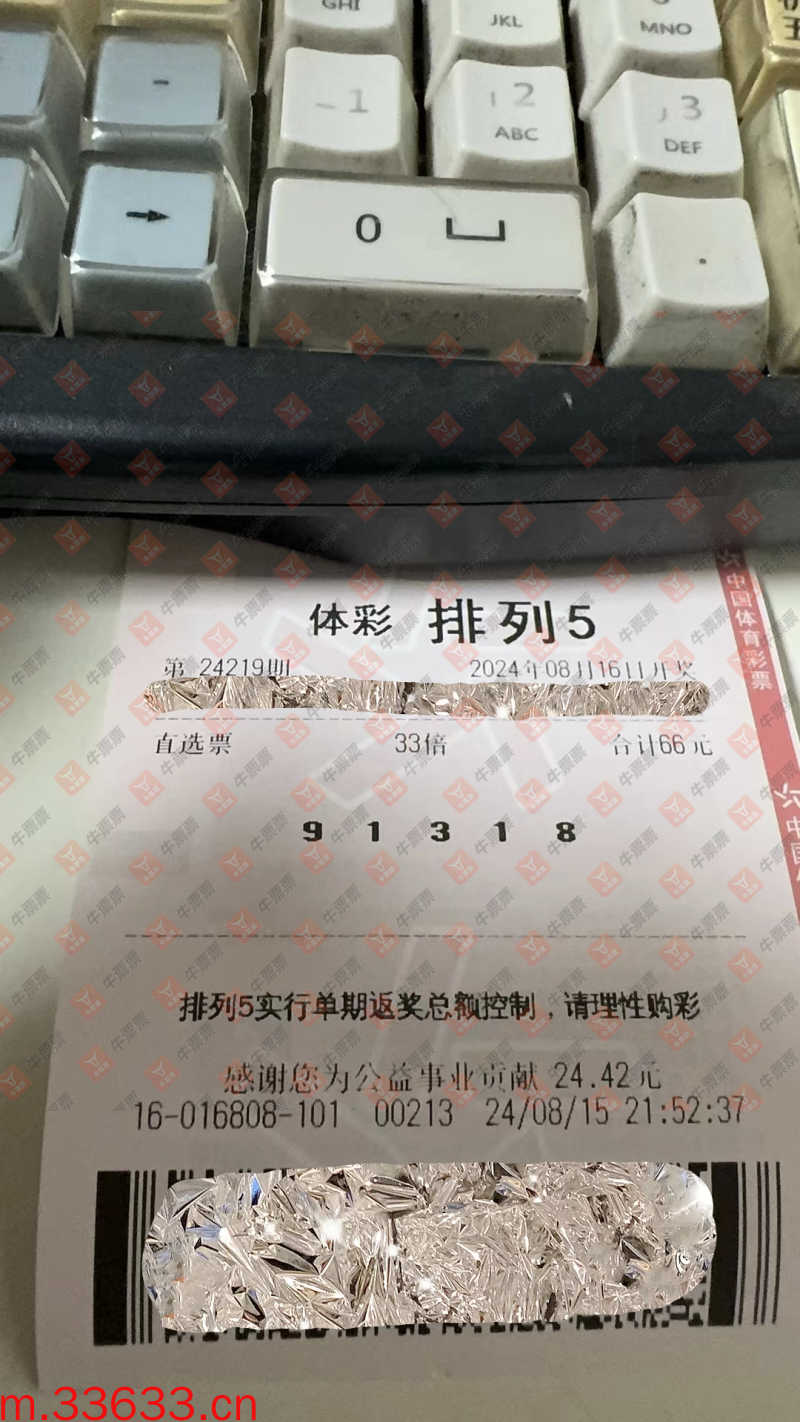 GHI
JKL
MNO
-
1
2
ABC
3
DEF
→
0
.
中国体育彩票
体彩 排列5
第 24219期 2024年08月16日开奖
直选票 33倍 合计66元
9 1 3 1 8
排列5实行单期返奖总额控制，请理性购彩
感谢您为公益事业贡献 24.42元
16-016808-101 00213 24/08/15 21:52:37
牛票票
m.33633.cn